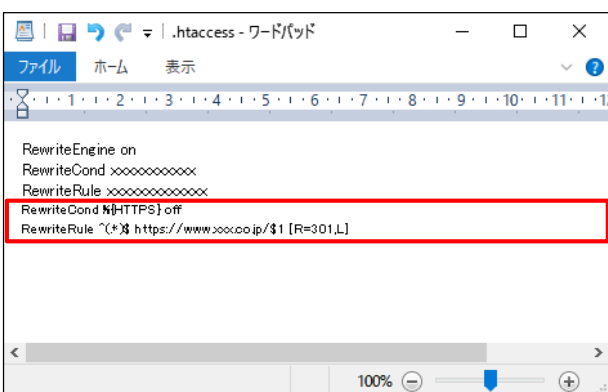 .htaccess - ワードパッド
ファイル ホーム 表示
1 2 3 4 5 6 7 8 9 10 11
RewriteEngine on
RewriteCond xxxxxxxxxxx
RewriteRule xxxxxxxxxxxxx
RewriteCond %{HTTPS} off
RewriteRule ^(.*)$ https://www.xxx.co.jp/$1 [R=301,L]
100%